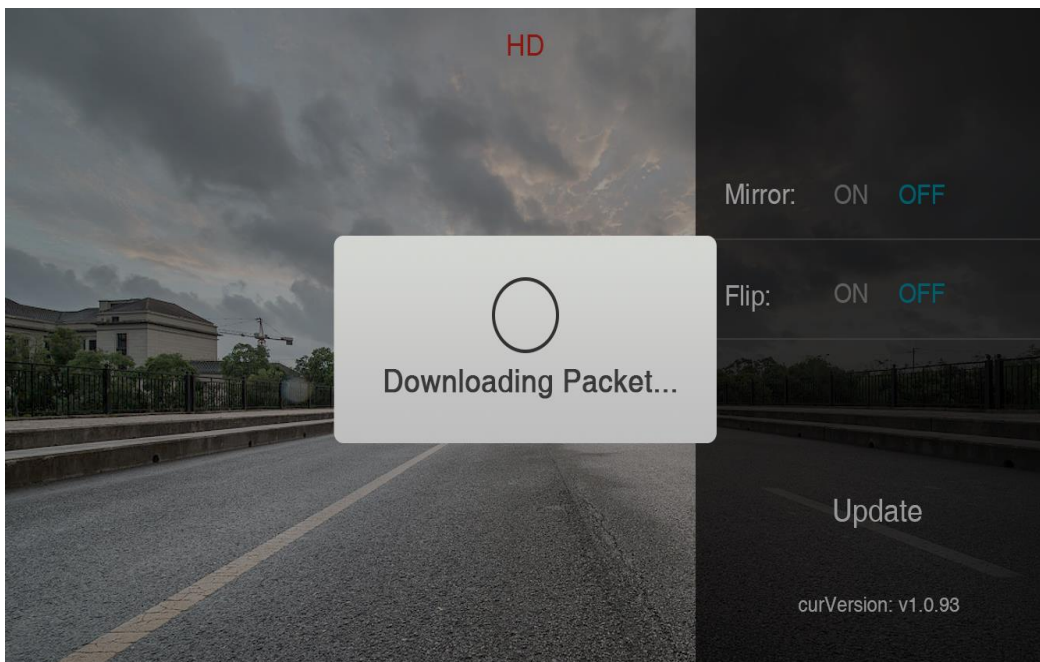 HD
Mirror: ON OFF
Flip: ON OFF
Downloading Packet...
Update
curVersion: v1.0.93